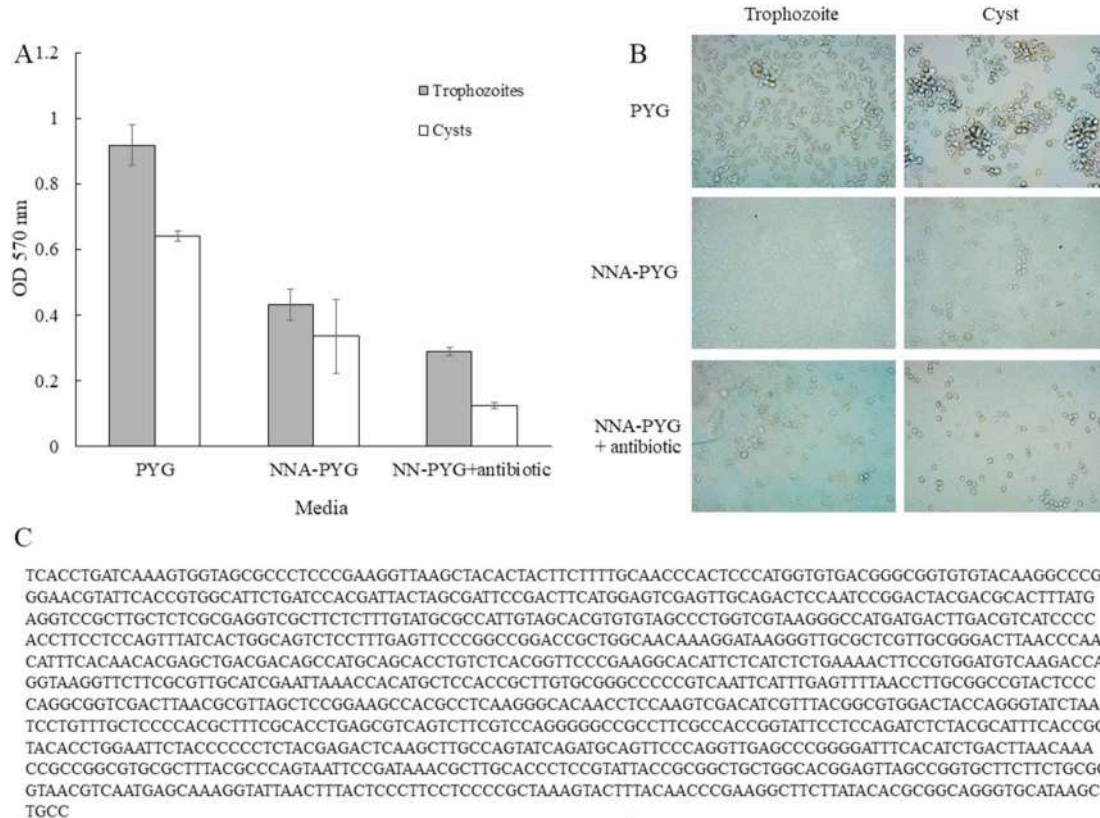 A
1.2
1
0.8
0.6
0.4
0.2
0
OD 570 nm
Trophozoites
Cysts
PYG
NNA-PYG
NN-PYG+antibiotic
Media
B
Trophozoite
Cyst
PYG
NNA-PYG
NNA-PYG
+ antibiotic
C
TCACCTGATCAAAGTGGTAGCGCCCTCCCGAAGGTTAAGCTACACTACTTCTTTTGCAACCCACTCCCATGGTGTGACGGGCGGTGTGTACAAGGCCCG
GGAACGTATTCACCGTGGCATTCTGATCCACGATTACTAGCGATTCCGACTTCATGGAGTCGAGTTGCAGACTCCAATCCGGACTACGACGCACTTTATG
AGGTCCGCTTGCTCTCGCGAGGTCGCTTCTCTTTGTATGCGCCATTGTAGCACGTGTGTAGCCCTGGTCGTAAGGGCCATGATGACTTGACGTCATCCCC
ACCTTCCTCCAGTTTATCACTGGCAGTCTCCTTTGAGTTCCCGGCCGGACCGCTGGCAACAAAGGATAAGGGTTGCGCTCGTTGCGGGACTTAACCCAA
CATTTCACAACACGAGCTGACGACAGCCATGCAGCACCTGTCTCACGGTTCCCGAAGGCACATTCTCATCTCTGAAAACTTCCGTGGATGTCAAGACCA
GGTAAGGTTCTTCGCGTTGCATCGAATTAAACCACATGCTCCACCGCTTGTGCGGGCCCCCGTCAATTCATTTGAGTTTTAACCTTGCGGCCGTACTCCC
CAGGCGGTCGACTTAACGCGTTAGCTCCGGAAGCCACGCCTCAAGGGCACAACCTCCAAGTCGACATCGTTTACGGCGTGGACTACCAGGGTATCTAA
TCCTGTTTGCTCCCCACGCTTTCGCACCTGAGCGTCAGTCTTCGTCCAGGGGGCCGCCTTCGCCACCGGTATTCCTCCAGATCTCTACGCATTTCACCGC
TACACCTGGAATTCTACCCCCCTCTACGAGACTCAAGCTTGCCAGTATCAGATGCAGTTCCCAGGTTGAGCCCGGGGATTTCACATCTGACTTAACAAA
CCGCCGGCGTGCGCTTTACGCCCAGTAATTCCGATAAACGCTTGCACCCTCCGTATTACCGCGGCTGCTGGCACGGAGTTAGCCGGTGCTTCTTCTGCGG
GTAACGTCAATGAGCAAAGGTATTAACTTTACTCCCTTCCTCCCCGCTAAAGTACTTTACAACCCGAAGGCTTCTTATACACGCGGCAGGGTGCATAAGC
TGCC